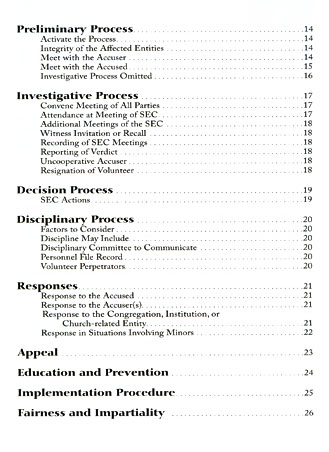 Preliminary Process . . . . . 14
Activate the Process . . . . . 14
Integrity of the Affected Entities . . . . . 14
Meet with the Accuser . . . . . 14
Meet with the Accused . . . . . 15
Investigative Process Omitted . . . . . 16
Investigative Process . . . . . 17
Convene Meeting of All Parties . . . . . 17
Attendance at Meeting of SEC . . . . . 17
Additional Meetings of the SEC . . . . . 18
Witness Invitation or Recall . . . . . 18
Recording of SEC Meetings . . . . . 18
Reporting of Verdict . . . . . 18
Uncooperative Accuser . . . . . 18
Resignation of Volunteer . . . . . 18
Decision Process . . . . . 19
SEC Actions . . . . . 19
Disciplinary Process . . . . . 20
Factors to Consider . . . . . 20
Discipline May Include . . . . . 20
Disciplinary Committee to Communicate . . . . . 20
Personnel File Record . . . . . 20
Volunteer Perpetrators . . . . . 20
Responses . . . . . 21
Response to the Accused . . . . . 21
Response to the Accuser(s) . . . . . 21
Response to the Congregation, Institution, or
Church-related Entity . . . . . 21
Response in Situations Involving Minors . . . . . 22
Appeal . . . . . 23
Education and Prevention . . . . . 24
Implementation Procedure . . . . . 25
Fairness and Impartiality . . . . . 26